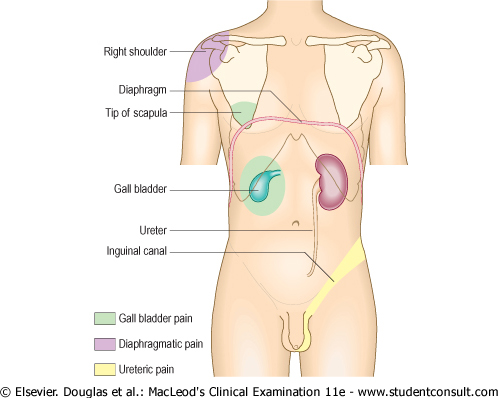 Right shoulder
Diaphragm
Tip of scapula
Gall bladder
Ureter
Inguinal canal
Gall bladder pain
Diaphragmatic pain
Ureteric pain
© Elsevier. Douglas et al.: MacLeod's Clinical Examination 11e - www.studentconsult.com